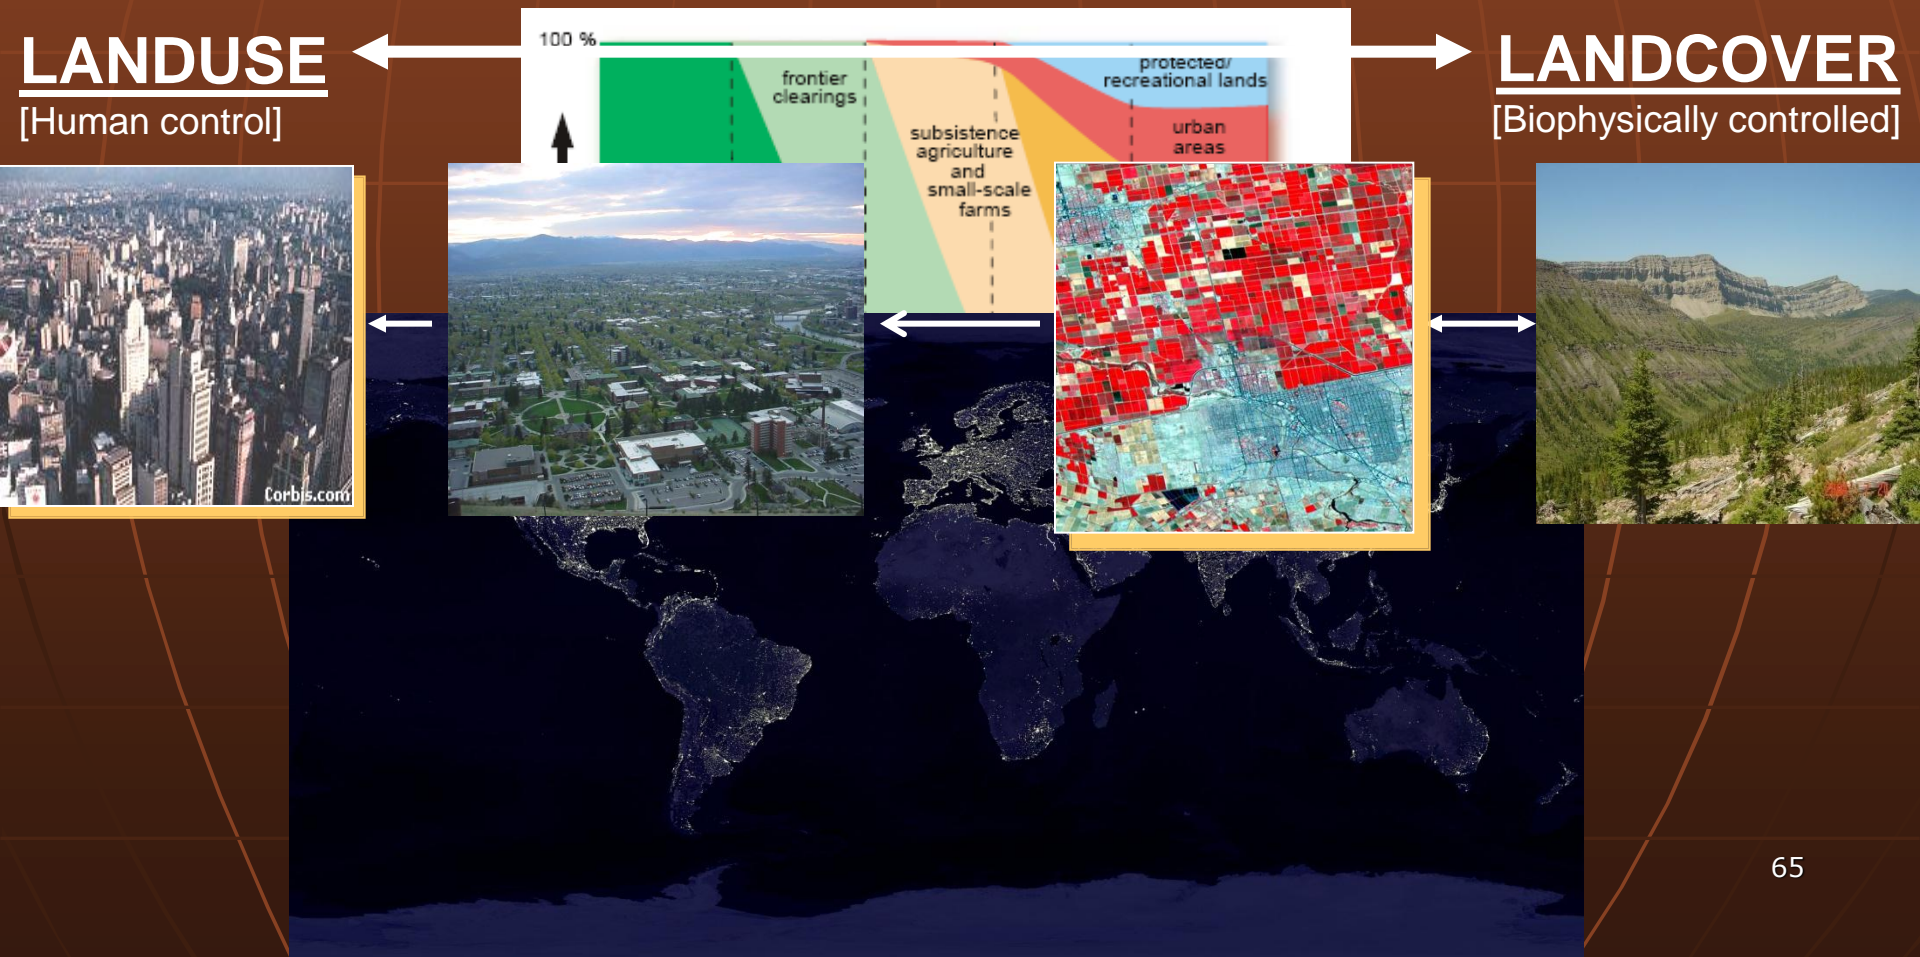 LANDUSE
[Human control]
100 %
frontier
clearings
subsistence
agriculture
and
small-scale
farms
protected/
recreational lands
urban
areas
LANDCOVER
[Biophysically controlled]
Corbis.com
65